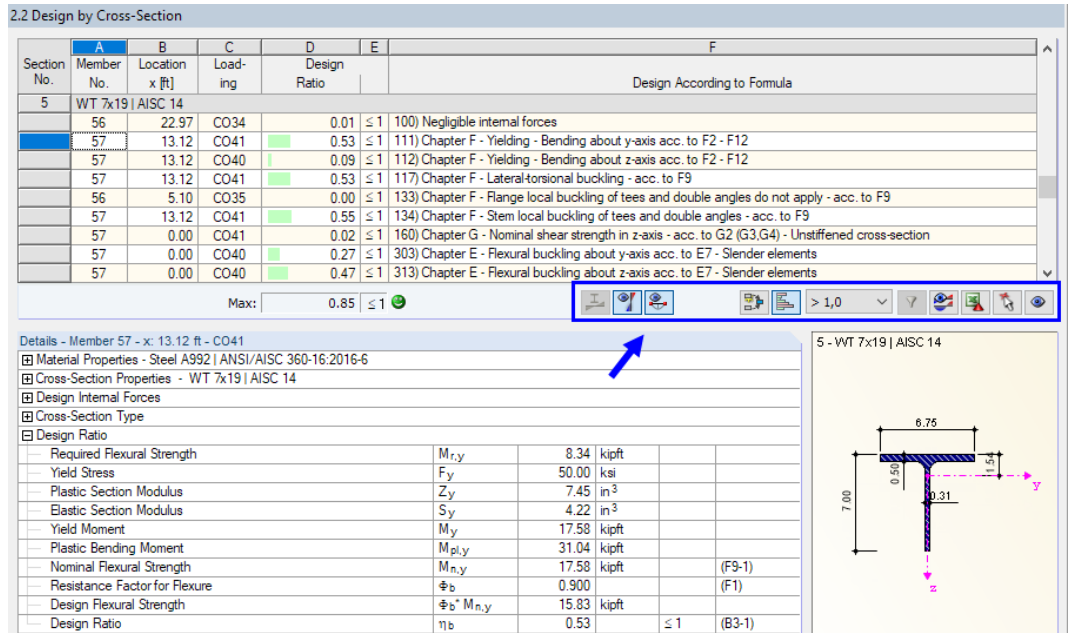 2.2 Design by Cross-Section
A B C D E F
Section Member Location Load- Design
No. No. x [ft] ing Ratio Design According to Formula
5 WT 7x19 | AISC 14
56 22.97 CO34 0.01 ≤ 1 100) Negligible internal forces
57 13.12 CO41 0.53 ≤ 1 111) Chapter F - Yielding - Bending about y-axis acc. to F2 - F12
57 13.12 CO40 0.09 ≤ 1 112) Chapter F - Yielding - Bending about z-axis acc. to F2 - F12
57 13.12 CO41 0.53 ≤ 1 117) Chapter F - Lateral-torsional buckling - acc. to F9
56 5.10 CO35 0.00 ≤ 1 133) Chapter F - Flange local buckling of tees and double angles do not apply - acc. to F9
57 13.12 CO41 0.55 ≤ 1 134) Chapter F - Stem local buckling of tees and double angles - acc. to F9
57 0.00 CO41 0.02 ≤ 1 160) Chapter G - Nominal shear strength in z-axis - acc. to G2 (G3,G4) - Unstiffened cross-section
57 0.00 CO40 0.27 ≤ 1 303) Chapter E - Flexural buckling about y-axis acc. to E7 - Slender elements
57 0.00 CO40 0.47 ≤ 1 313) Chapter E - Flexural buckling about z-axis acc. to E7 - Slender elements
Max: 0.85 ≤ 1 > 1,0
Details - Member 57 - x: 13.12 ft - CO41
Material Properties - Steel A992 | ANSI/AISC 360-16:2016-6
Cross-Section Properties - WT 7x19 | AISC 14
Design Internal Forces
Cross-Section Type
Design Ratio
Required Flexural Strength Mr,y 8.34 kipft
Yield Stress Fy 50.00 ksi
Plastic Section Modulus Zy 7.45 in³
Elastic Section Modulus Sy 4.22 in³
Yield Moment My 17.58 kipft
Plastic Bending Moment Mpl,y 31.04 kipft
Nominal Flexural Strength Mn,y 17.58 kipft (F9-1)
Resistance Factor for Flexure Φb 0.900 (F1)
Design Flexural Strength Φb* Mn,y 15.83 kipft
Design Ratio ηb 0.53 ≤ 1 (B3-1)
5 - WT 7x19 | AISC 14
6.75
0.50
1.54
y
7.00
0.31
z